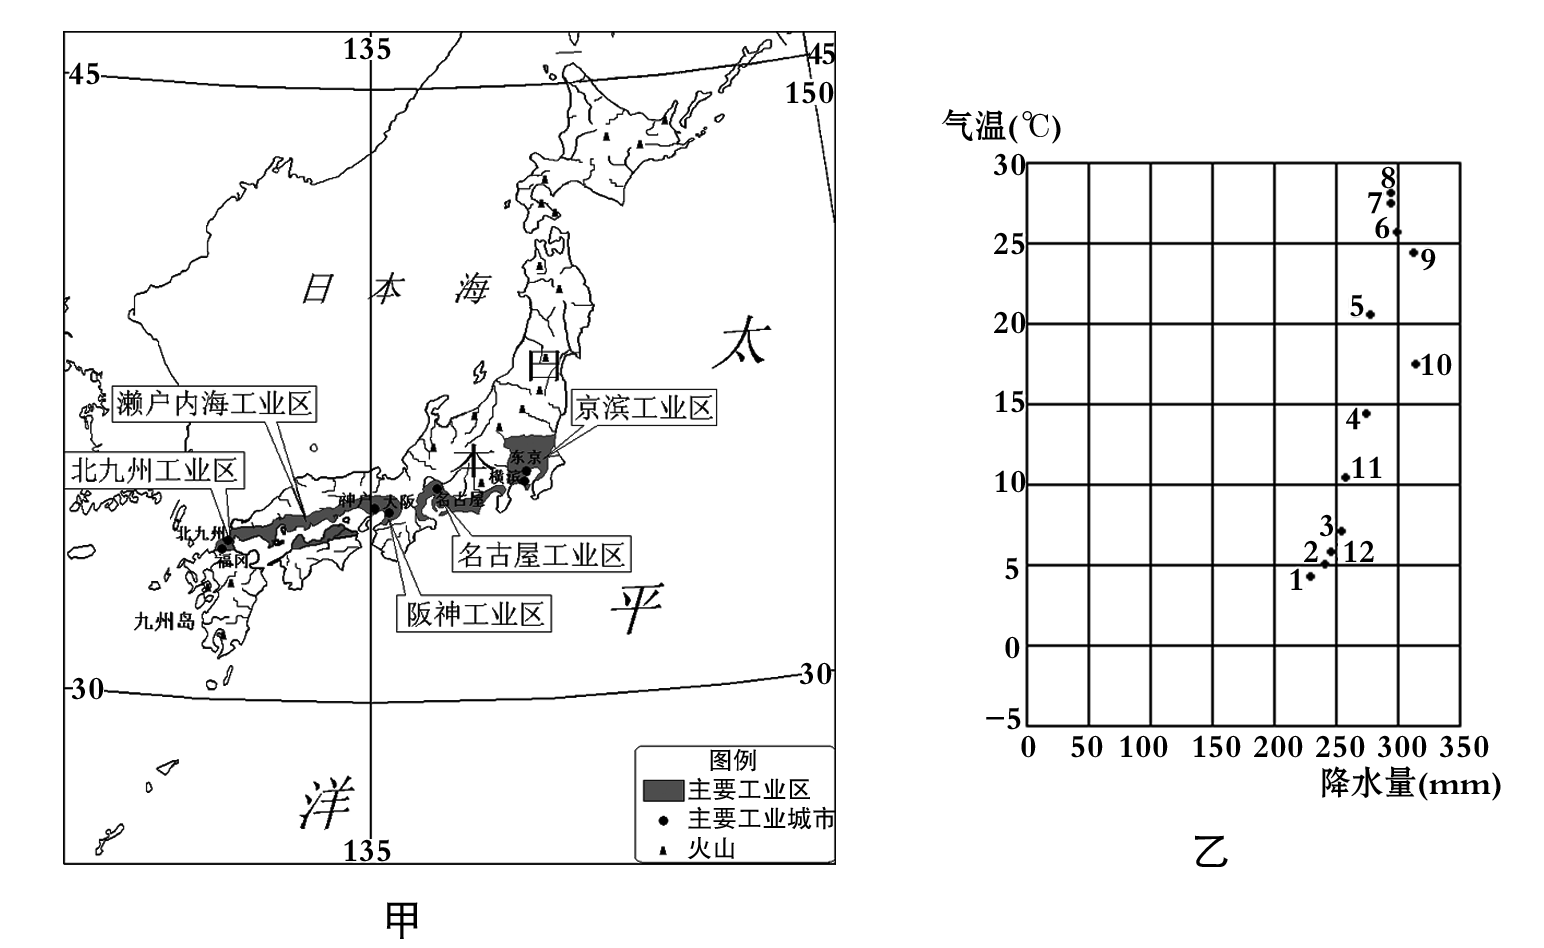 135
45
45
150
日本海
日
太
濑户内海工业区
京滨工业区
北九州工业区
本
东京
横滨
神户
大阪
名古屋
北九州
福冈
名古屋工业区
阪神工业区
九州岛
平
30
30
洋
135
图例
主要工业区
主要工业城市
火山
甲
气温(℃)
30
25
20
15
10
5
0
−5
8
7
6
9
5
10
4
11
3
2
12
1
0 50 100 150 200 250 300 350
降水量(mm)
乙